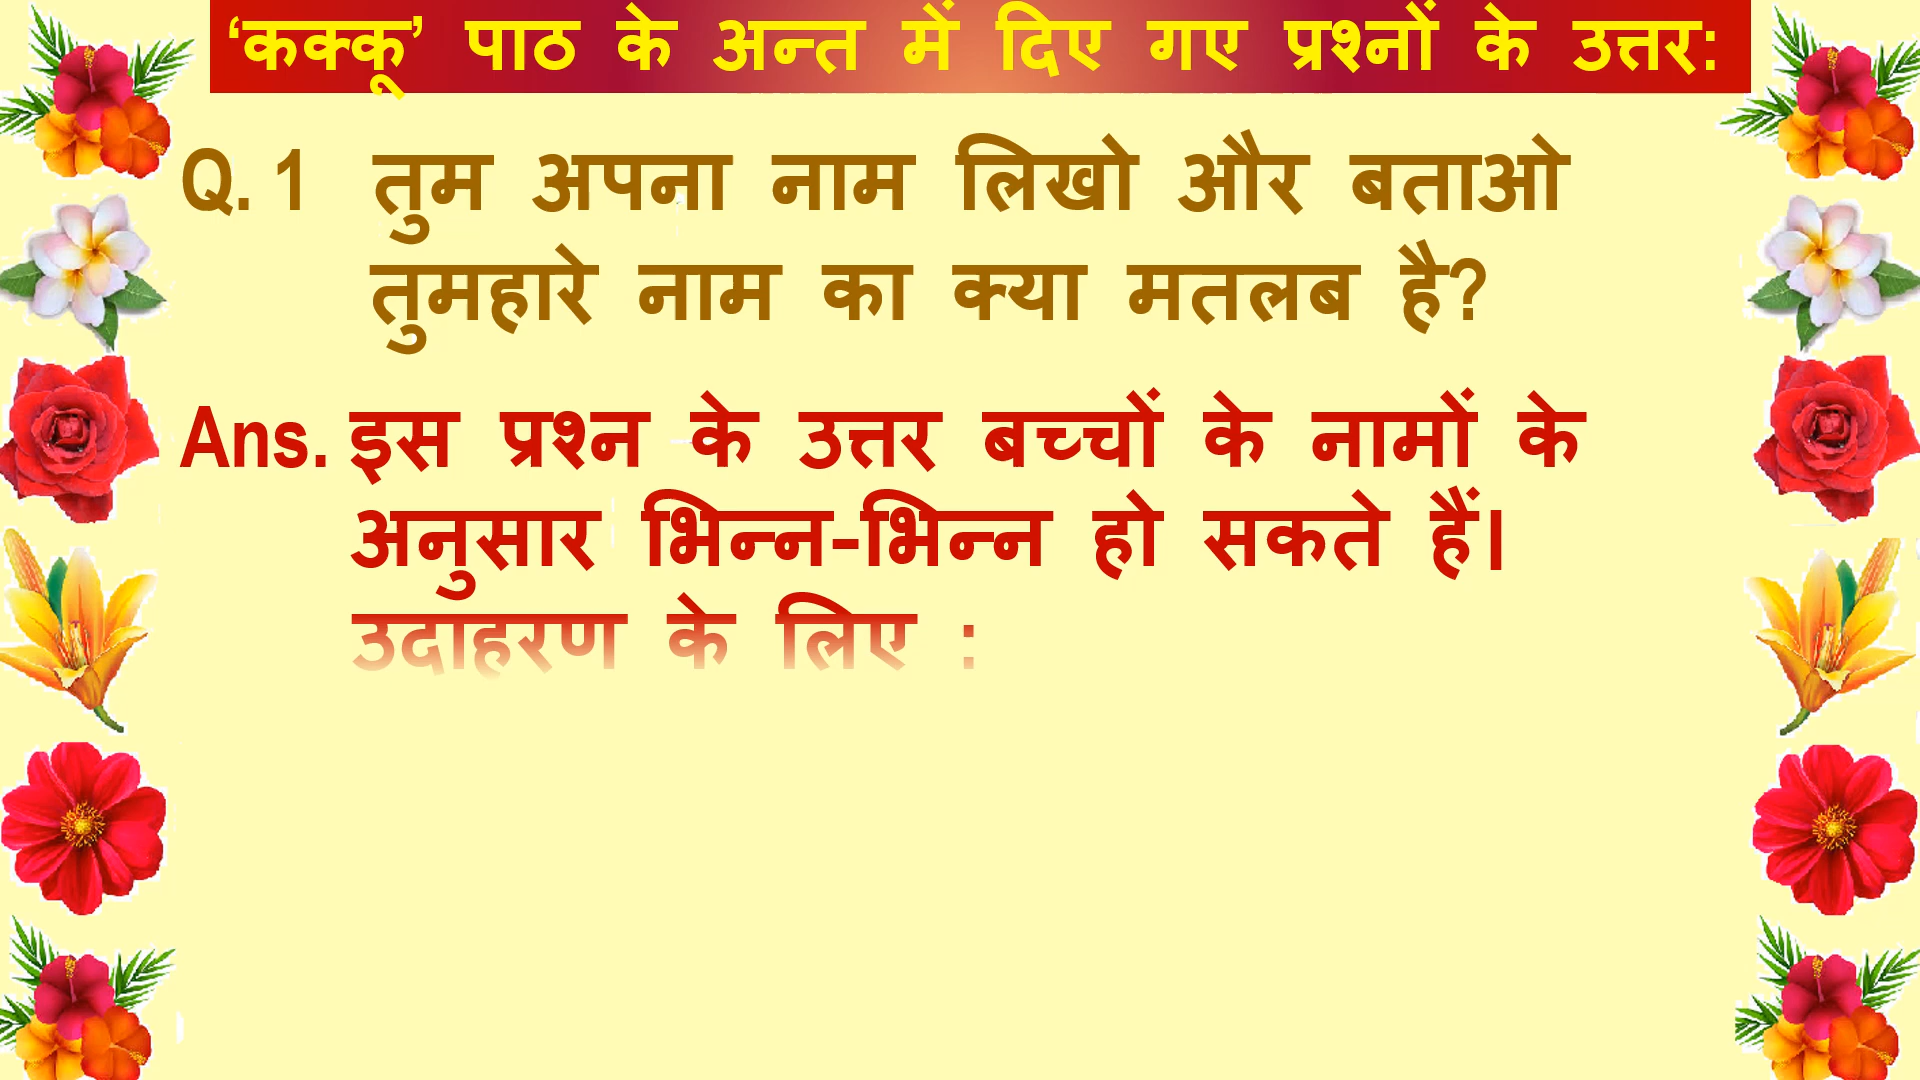 ‘कक्कू’ पाठ के अन्त में दिए गए प्रश्नों के उत्तर:
Q. 1 तुम अपना नाम लिखो और बताओ
तुमहारे नाम का क्या मतलब है?
Ans. इस प्रश्न के उत्तर बच्चों के नामों के
अनुसार भिन्न-भिन्न हो सकते हैं।
उदाहरण के लिए :